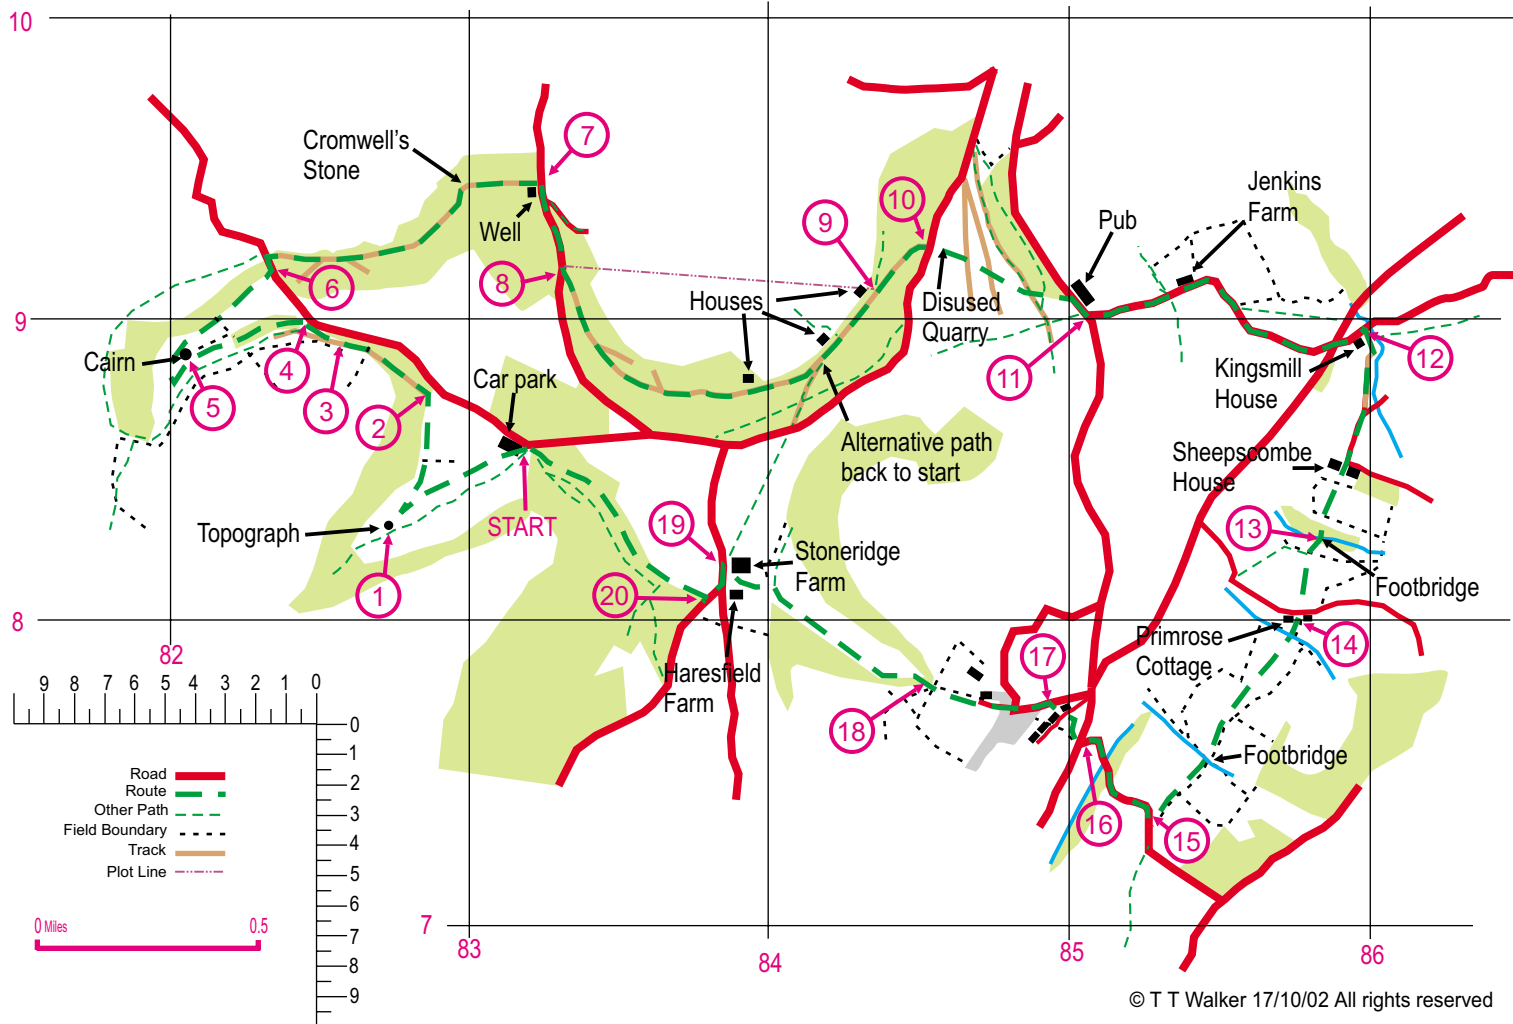 10
Cromwell's
Stone
7
Well
10
9
8
Jenkins
Farm
Pub
6
Houses
Disused
Quarry
9
Cairn
4
5
3
2
Car park
11
Kingsmill
House
12
Alternative path
back to start
Sheepscombe
House
Topograph
START
19
Stoneridge
Farm
13
Footbridge
1
20
8
Primrose
Cottage
14
82
Haresfield
Farm
17
18
9 8 7 6 5 4 3 2 1 0
0
1
2
3
4
5
6
7
8
9
Footbridge
16
15
Road
Route
Other Path
Field Boundary
Track
Plot Line
0 Miles 0.5
7
83
84
85
86
© T T Walker 17/10/02 All rights reserved